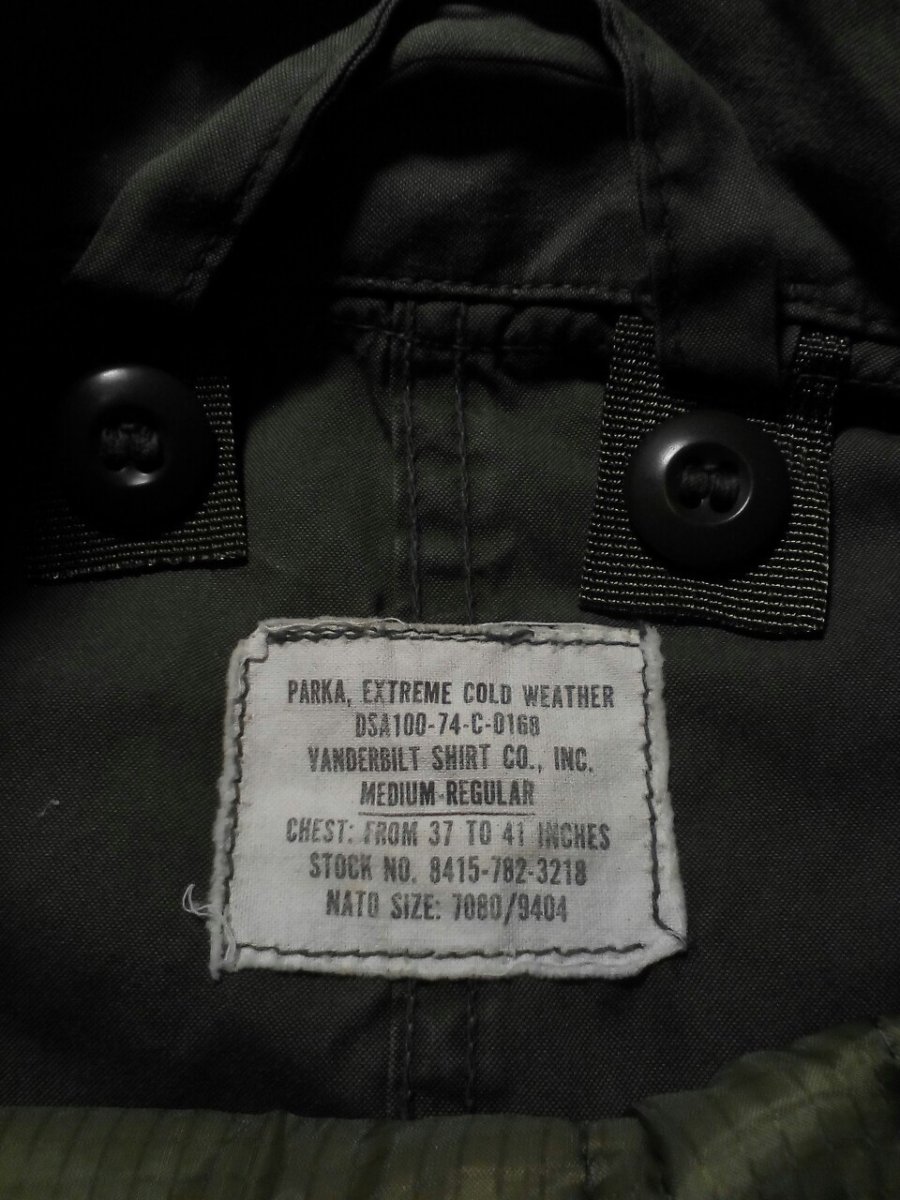 PARKA, EXTREME COLD WEATHER
DSA100-74-C-0168
VANDERBILT SHIRT CO., INC.
MEDIUM-REGULAR
CHEST: FROM 37 TO 41 INCHES
STOCK NO. 8415-782-3218
NATO SIZE: 7080/9404